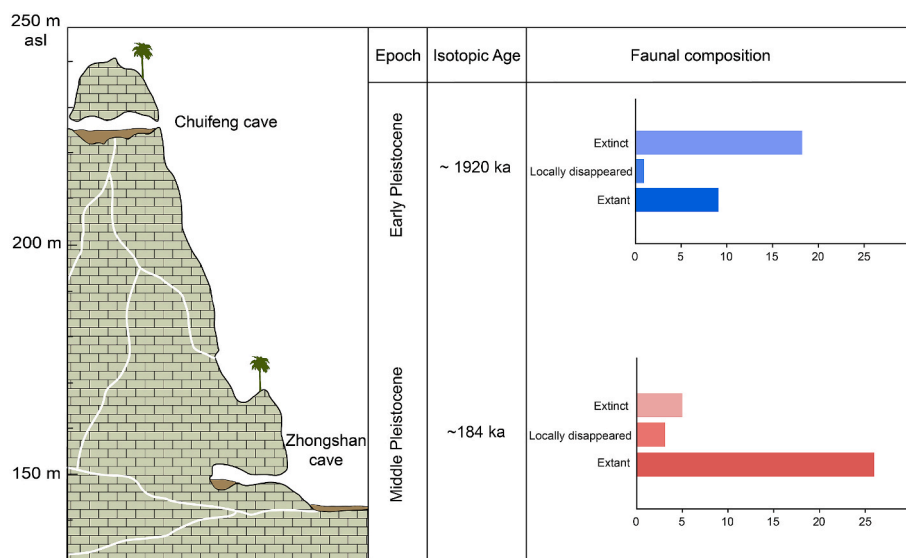 250 m
asl
Epoch
Isotopic Age
Faunal composition
Chuifeng cave
200 m
Early Pleistocene
~ 1920 ka
Extinct
Locally disappeared
Extant
0 5 10 15 20 25
Zhongshan
cave
150 m
Middle Pleistocene
~184 ka
Extinct
Locally disappeared
Extant
0 5 10 15 20 25